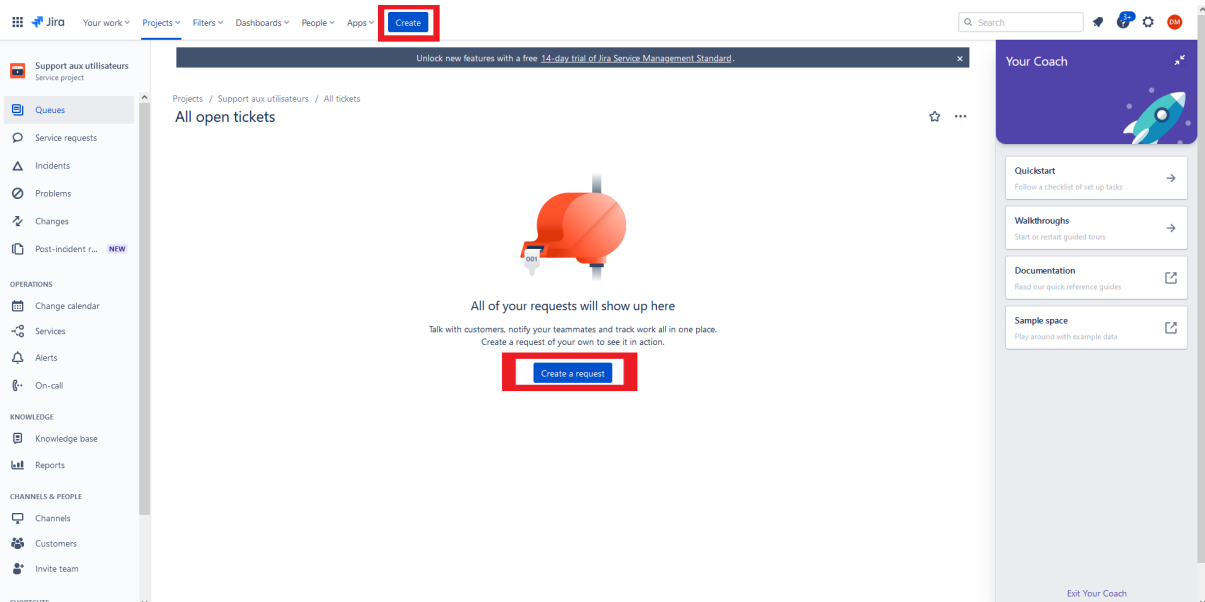 Jira Your work Projects Filters Dashboards People Apps Create Search 3+ ? DM
Unlock new features with a free 14-day trial of Jira Service Management Standard.
Support aux utilisateurs
Service project
Queues
Service requests
Incidents
Problems
Changes
Post-incident r... NEW
OPERATIONS
Change calendar
Services
Alerts
On-call
KNOWLEDGE
Knowledge base
Reports
CHANNELS & PEOPLE
Channels
Customers
Invite team
SHORTCUTS
Projects / Support aux utilisateurs / All tickets
All open tickets
001
All of your requests will show up here
Talk with customers, notify your teammates and track work all in one place.
Create a request of your own to see it in action.
Create a request
Your Coach
Quickstart
Follow a checklist of set up tasks
Walkthroughs
Start or restart guided tours
Documentation
Read our quick reference guides
Sample space
Play around with example data
Exit Your Coach